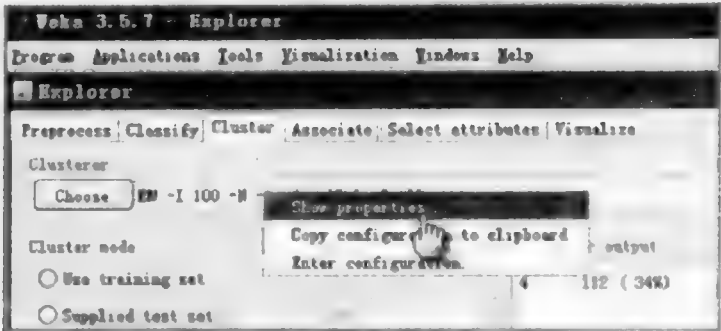 Weka 3.5.7 - Explorer
Program Applications Tools Visualization Windows Help
Explorer
Preprocess Classify Cluster Associate Select attributes Visualize
Clusterer
Choose EM -I 100 -N
Show properties
Copy to clipboard
Enter configuration
Cluster mode
output
Use training set
4 112 ( 34%)
Supplied test set